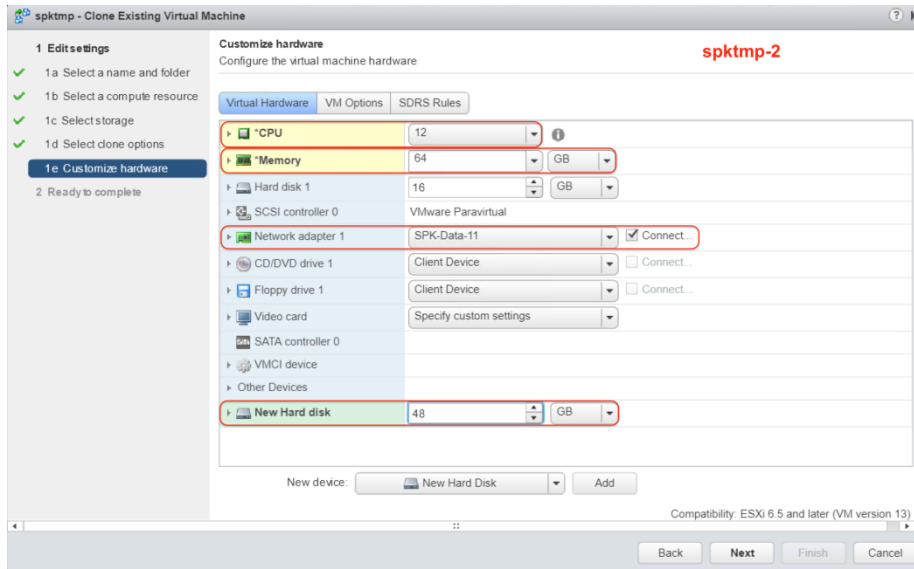 spktmp - Clone Existing Virtual Machine
1 Edit settings
1a Select a name and folder
1b Select a compute resource
1c Select storage
1d Select clone options
1e Customize hardware
2 Ready to complete
Customize hardware
Configure the virtual machine hardware
spktmp-2
Virtual Hardware VM Options SDRS Rules
*CPU 12
*Memory 64 GB
Hard disk 1 16 GB
SCSI controller 0 VMware Paravirtual
Network adapter 1 SPK-Data-11 Connect...
CD/DVD drive 1 Client Device Connect...
Floppy drive 1 Client Device Connect...
Video card Specify custom settings
SATA controller 0
VMCI device
Other Devices
New Hard disk 48 GB
New device: New Hard Disk Add
Compatibility: ESXi 6.5 and later (VM version 13)
Back Next Finish Cancel